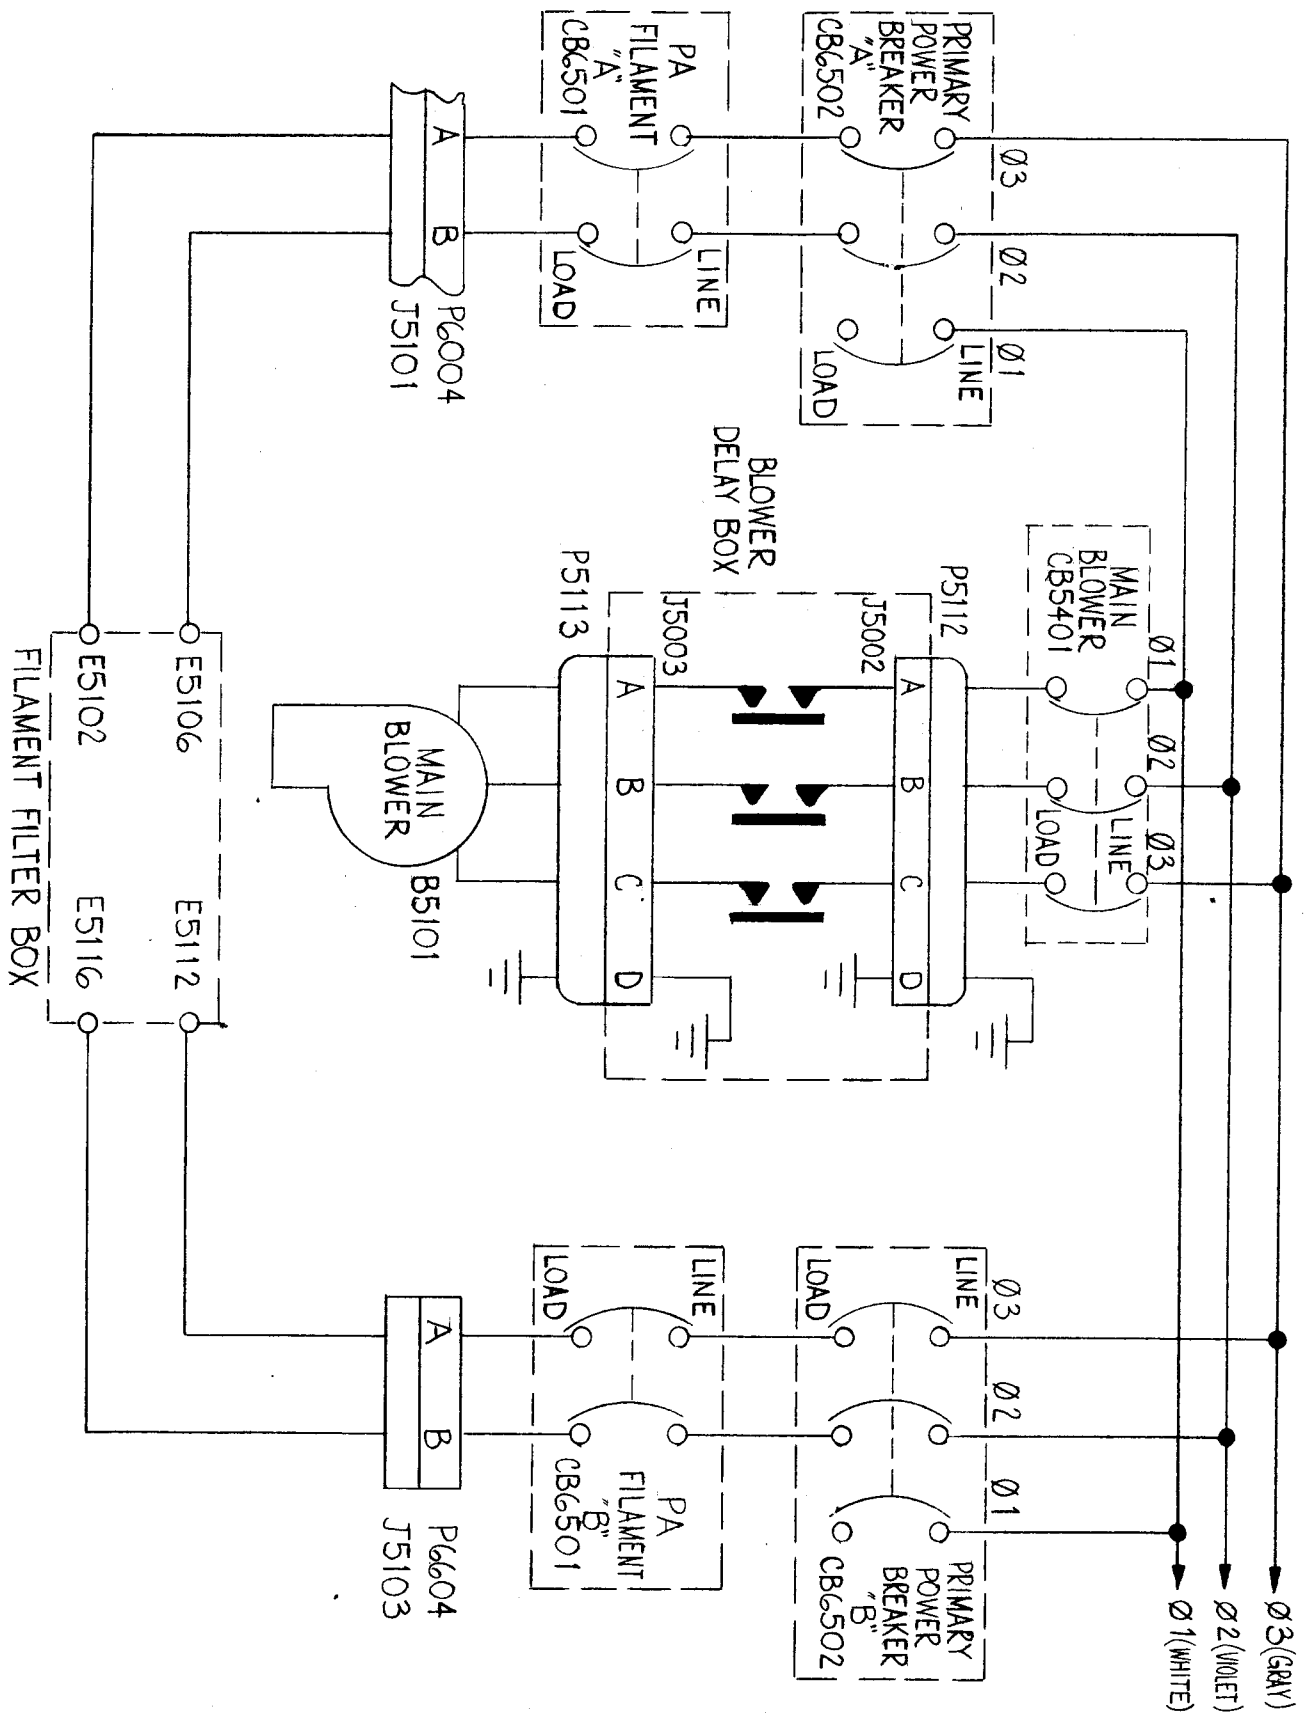 Ø3(GRAY)
Ø2(VIOLET)
Ø1(WHITE)
PRIMARY
POWER
BREAKER
"A"
CB6502
Ø3
Ø2
Ø1
LINE
LOAD
PA
FILAMENT
"A"
CB6501
LINE
LOAD
A
B
P6004
J5101
MAIN
BLOWER
CB5401
Ø1
Ø2
Ø3
LINE
LOAD
P5112
J5002
A
B
C
D
BLOWER
DELAY BOX
J5003
P5113
A
B
C
D
MAIN
BLOWER
B5101
Ø3
Ø2
Ø1
LINE
LOAD
PRIMARY
POWER
BREAKER
"B"
CB6502
LINE
LOAD
PA
FILAMENT
"B"
CB6501
A
B
P6604
J5103
E5106
E5112
E5102
E5116
FILAMENT FILTER BOX